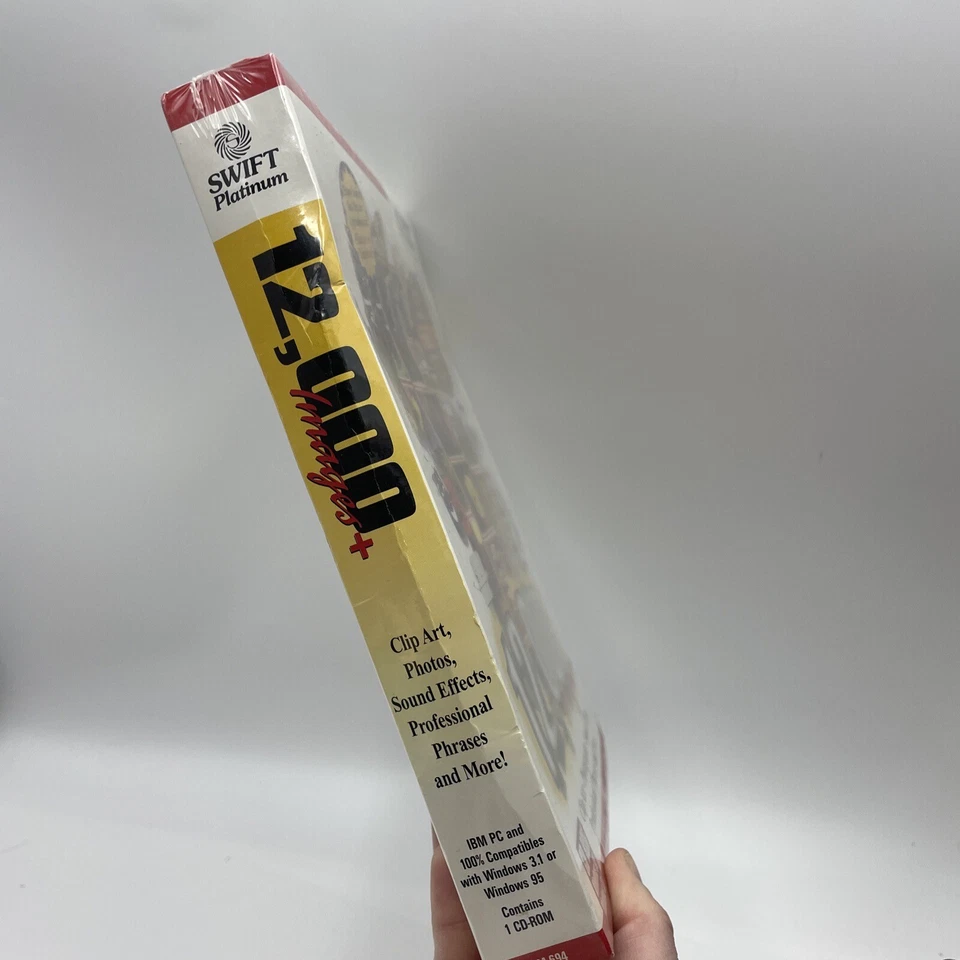 SWIFT
Platinum
12,000
Images+
Clip Art,
Photos,
Sound Effects,
Professional
Phrases
and More!
IBM PC and
100% Compatibles
with Windows 3.1 or
Windows 95
Contains
1 CD-ROM